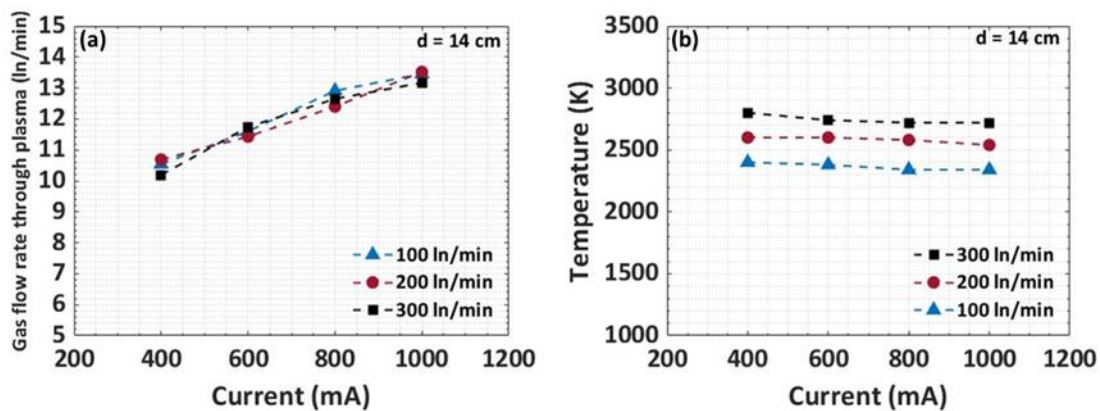 (a)
d = 14 cm
Gas flow rate through plasma (ln/min)
15
14
13
12
11
10
9
8
7
6
5
100 ln/min
200 ln/min
300 ln/min
200 400 600 800 1000 1200
Current (mA)
(b)
d = 14 cm
Temperature (K)
3500
3000
2500
2000
1500
1000
300 ln/min
200 ln/min
100 ln/min
200 400 600 800 1000 1200
Current (mA)